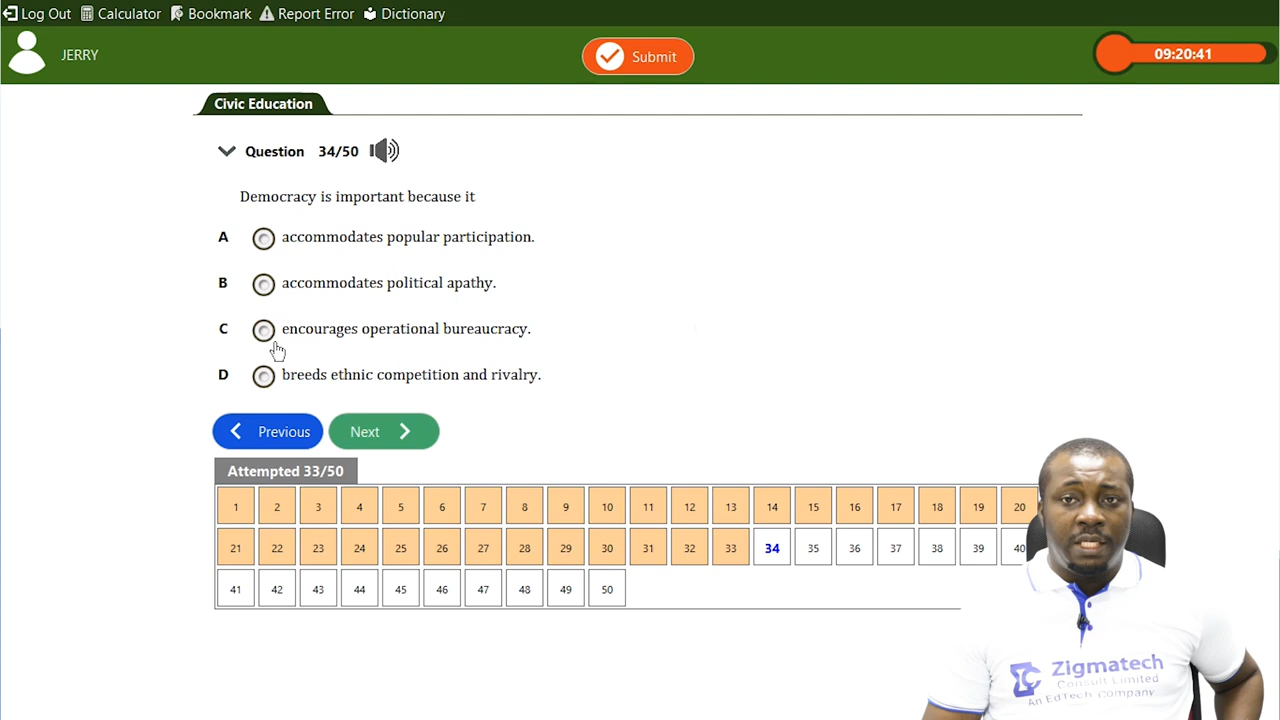 Log Out Calculator Bookmark Report Error Dictionary
JERRY
Submit
09:20:41
Civic Education
Question 34/50
Democracy is important because it
A accommodates popular participation.
B accommodates political apathy.
C encourages operational bureaucracy.
D breeds ethnic competition and rivalry.
Previous Next
Attempted 33/50
1 2 3 4 5 6 7 8 9 10 11 12 13 14 15 16 17 18 19 20
21 22 23 24 25 26 27 28 29 30 31 32 33 34 35 36 37 38 39 40
41 42 43 44 45 46 47 48 49 50
Zigmatech
Consult Limited
An EdTech Company